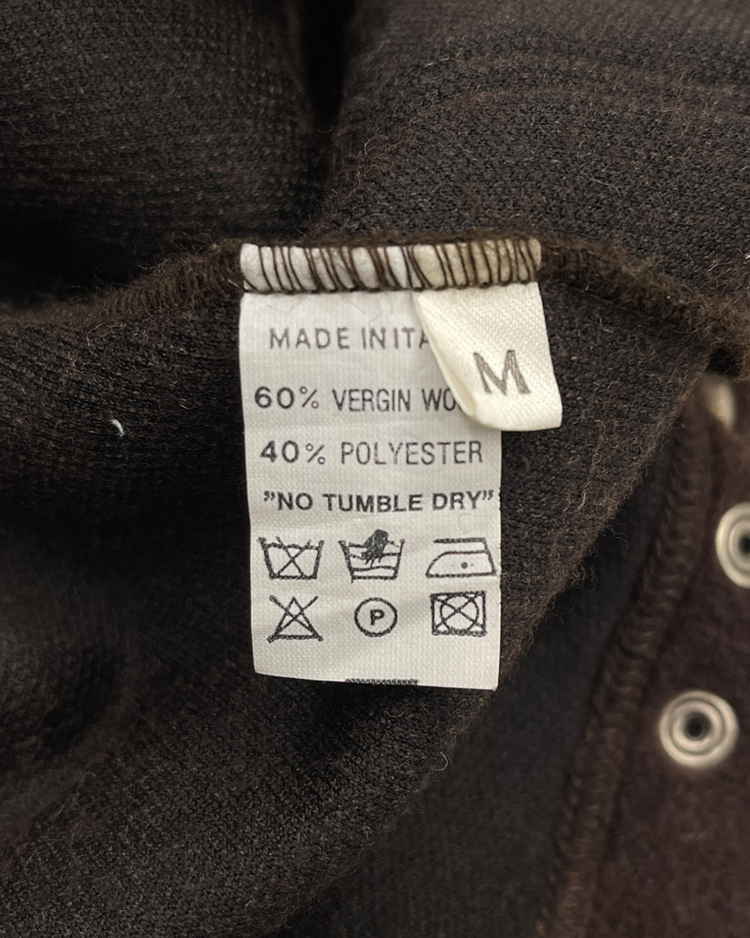 MADE IN ITA
M
60% VERGIN WO
40% POLYESTER
"NO TUMBLE DRY"
P